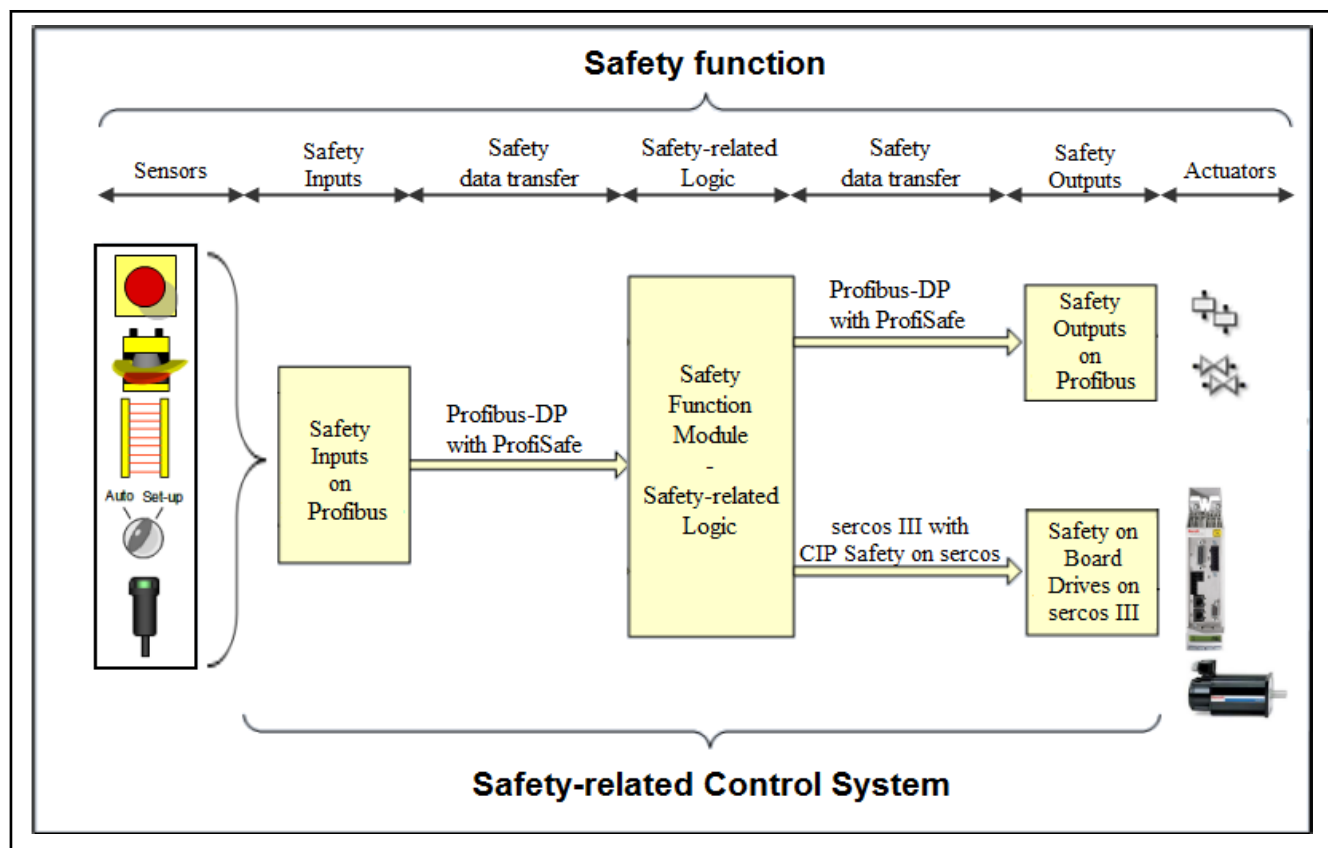 Safety function
Sensors
Safety
Inputs
Safety
data transfer
Safety-related
Logic
Safety
data transfer
Safety
Outputs
Actuators
Auto Set-up
Safety
Inputs
on
Profibus
Profibus-DP
with ProfiSafe
Safety
Function
Module
-
Safety-related
Logic
Profibus-DP
with ProfiSafe
Safety
Outputs
on
Profibus
sercos III with
CIP Safety on sercos
Safety on
Board
Drives on
sercos III
Safety-related Control System